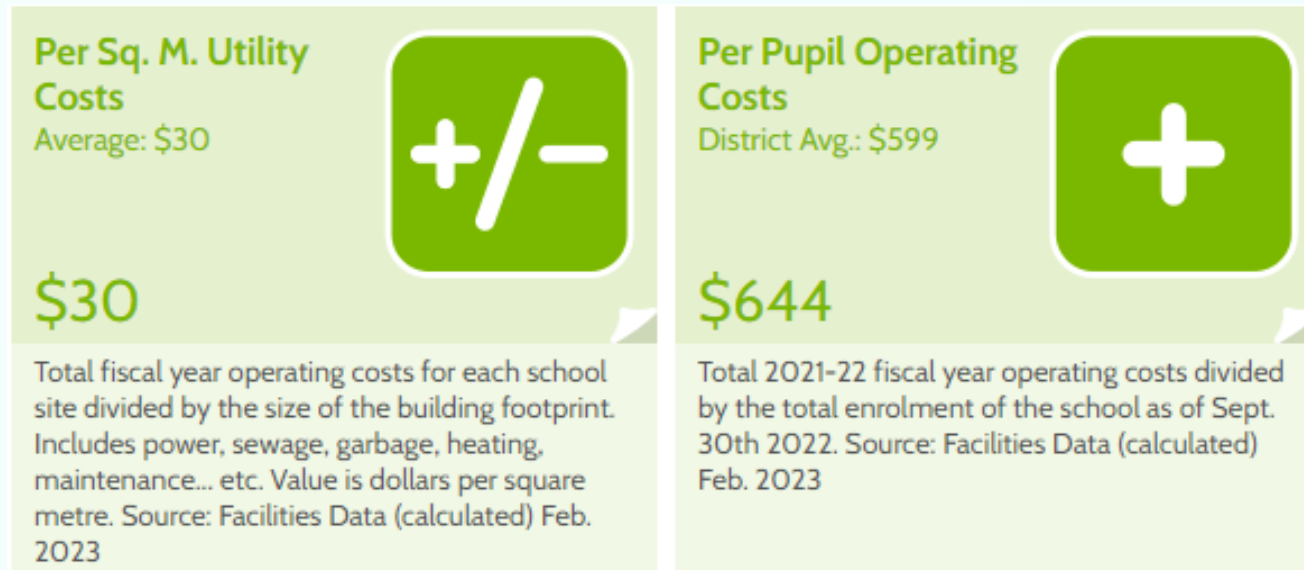 Per Sq. M. Utility
Costs
Average: $30
+/−
$30
Total fiscal year operating costs for each school
site divided by the size of the building footprint.
Includes power, sewage, garbage, heating,
maintenance... etc. Value is dollars per square
metre. Source: Facilities Data (calculated) Feb.
2023
Per Pupil Operating
Costs
District Avg.: $599
+
$644
Total 2021-22 fiscal year operating costs divided
by the total enrolment of the school as of Sept.
30th 2022. Source: Facilities Data (calculated)
Feb. 2023